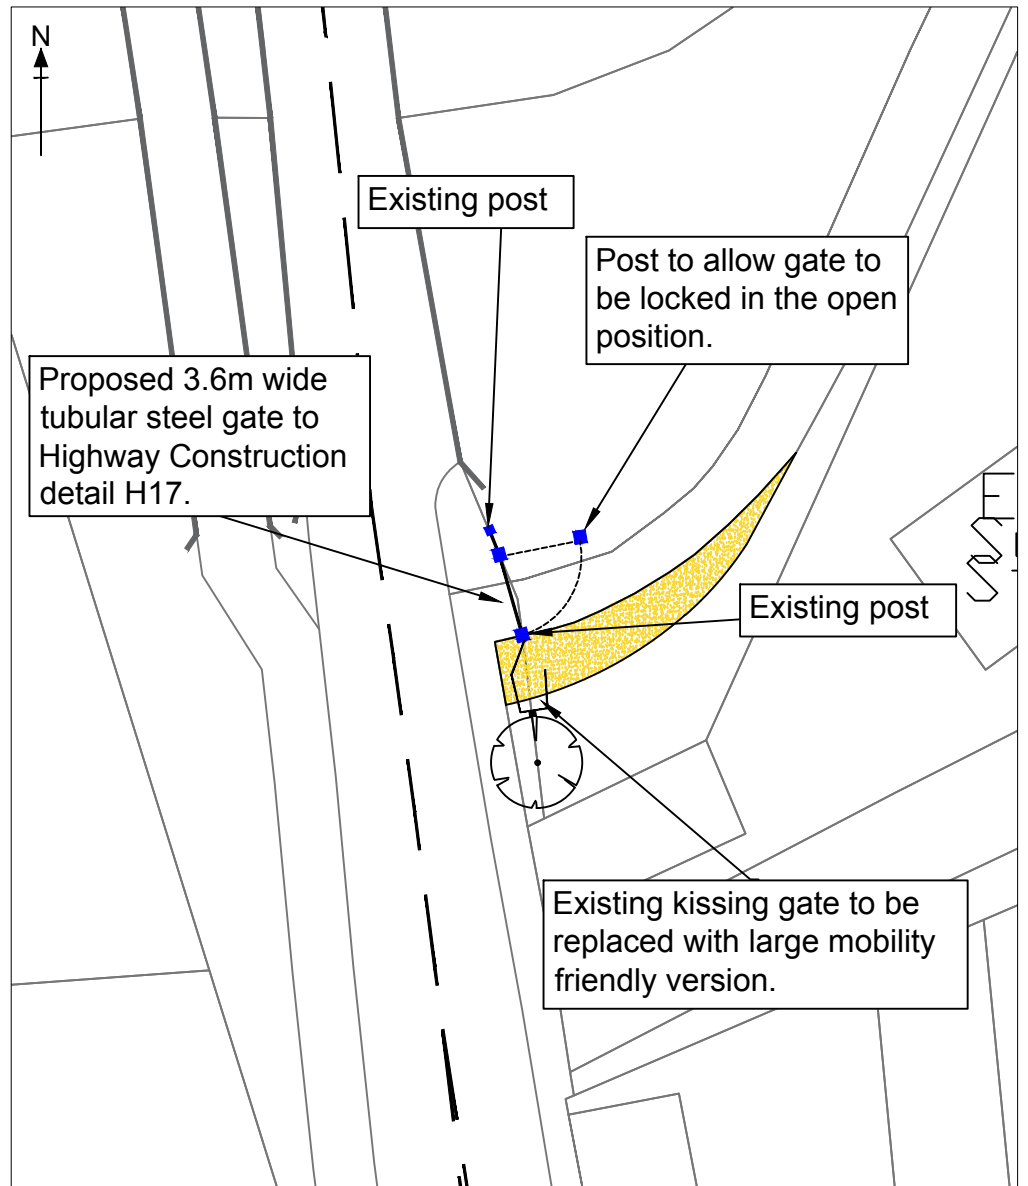 N
Existing post
Post to allow gate to
be locked in the open
position.
Proposed 3.6m wide
tubular steel gate to
Highway Construction
detail H17.
Existing post
Existing kissing gate to be
replaced with large mobility
friendly version.